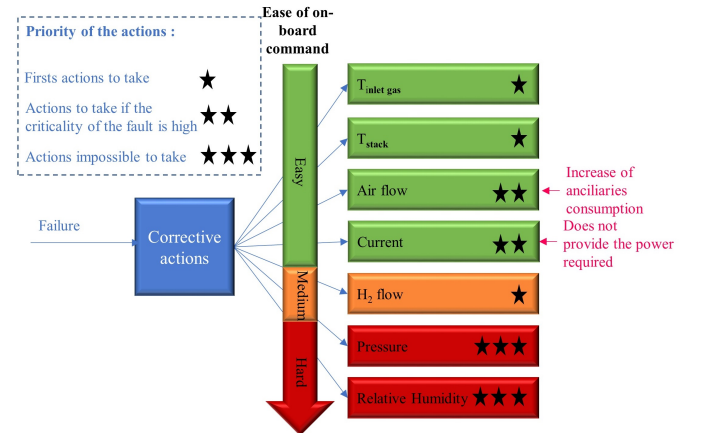 Priority of the actions :
Firsts actions to take
Actions to take if the
criticality of the fault is high
Actions impossible to take
Ease of on-
board
command
Failure
Corrective
actions
Easy
Medium
Hard
T inlet gas
T stack
Air flow
Current
H₂ flow
Pressure
Relative Humidity
Increase of
anciliaries
consumption
Does not
provide the power
required